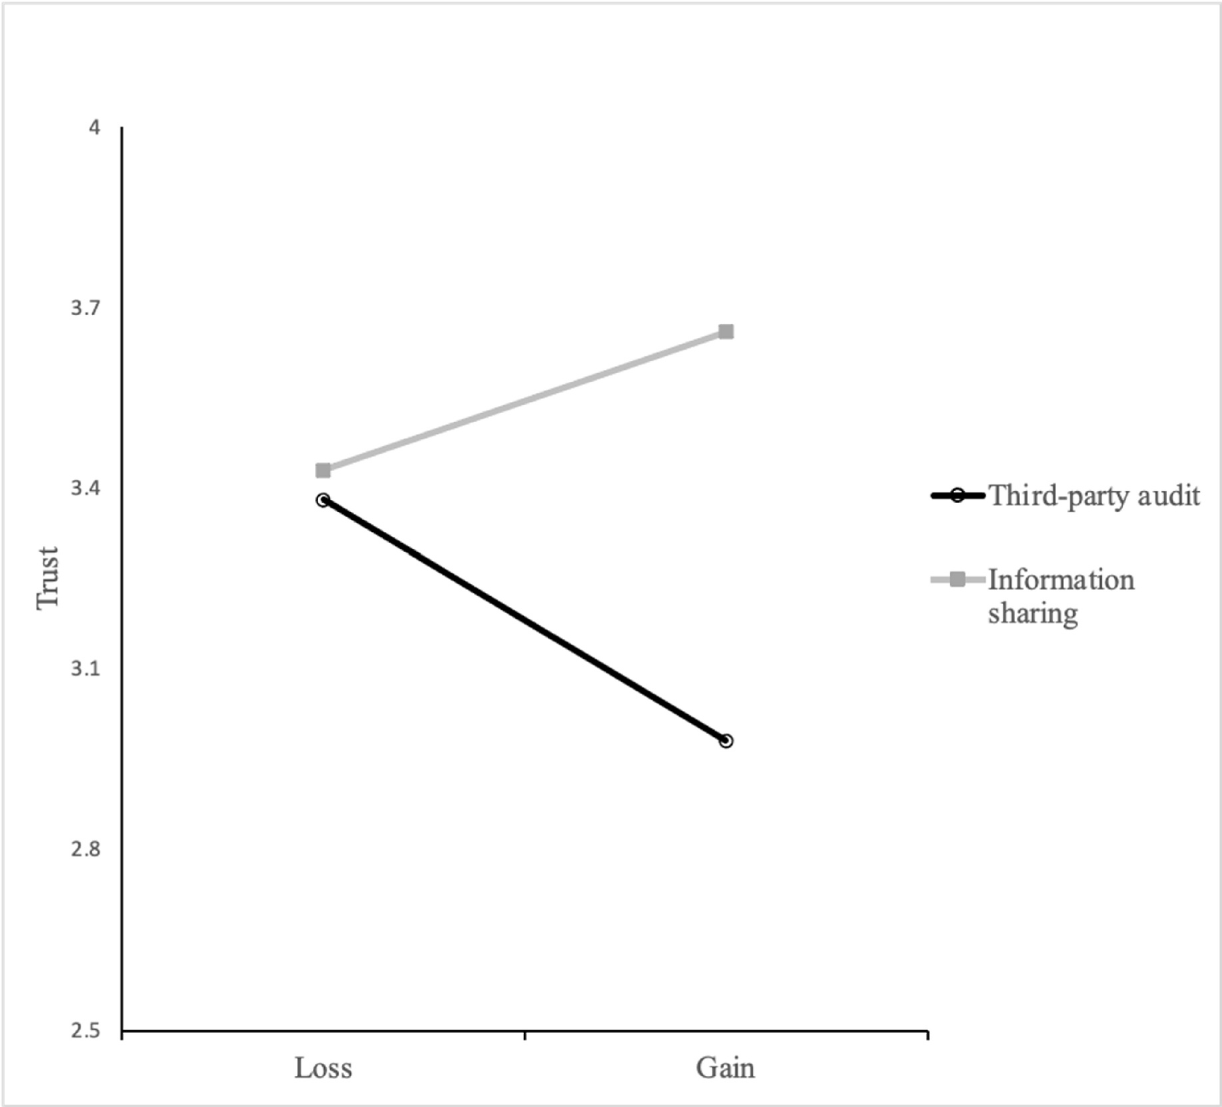 4
3.7
3.4
3.1
2.8
2.5
Trust
Loss
Gain
Third-party audit
Information
sharing